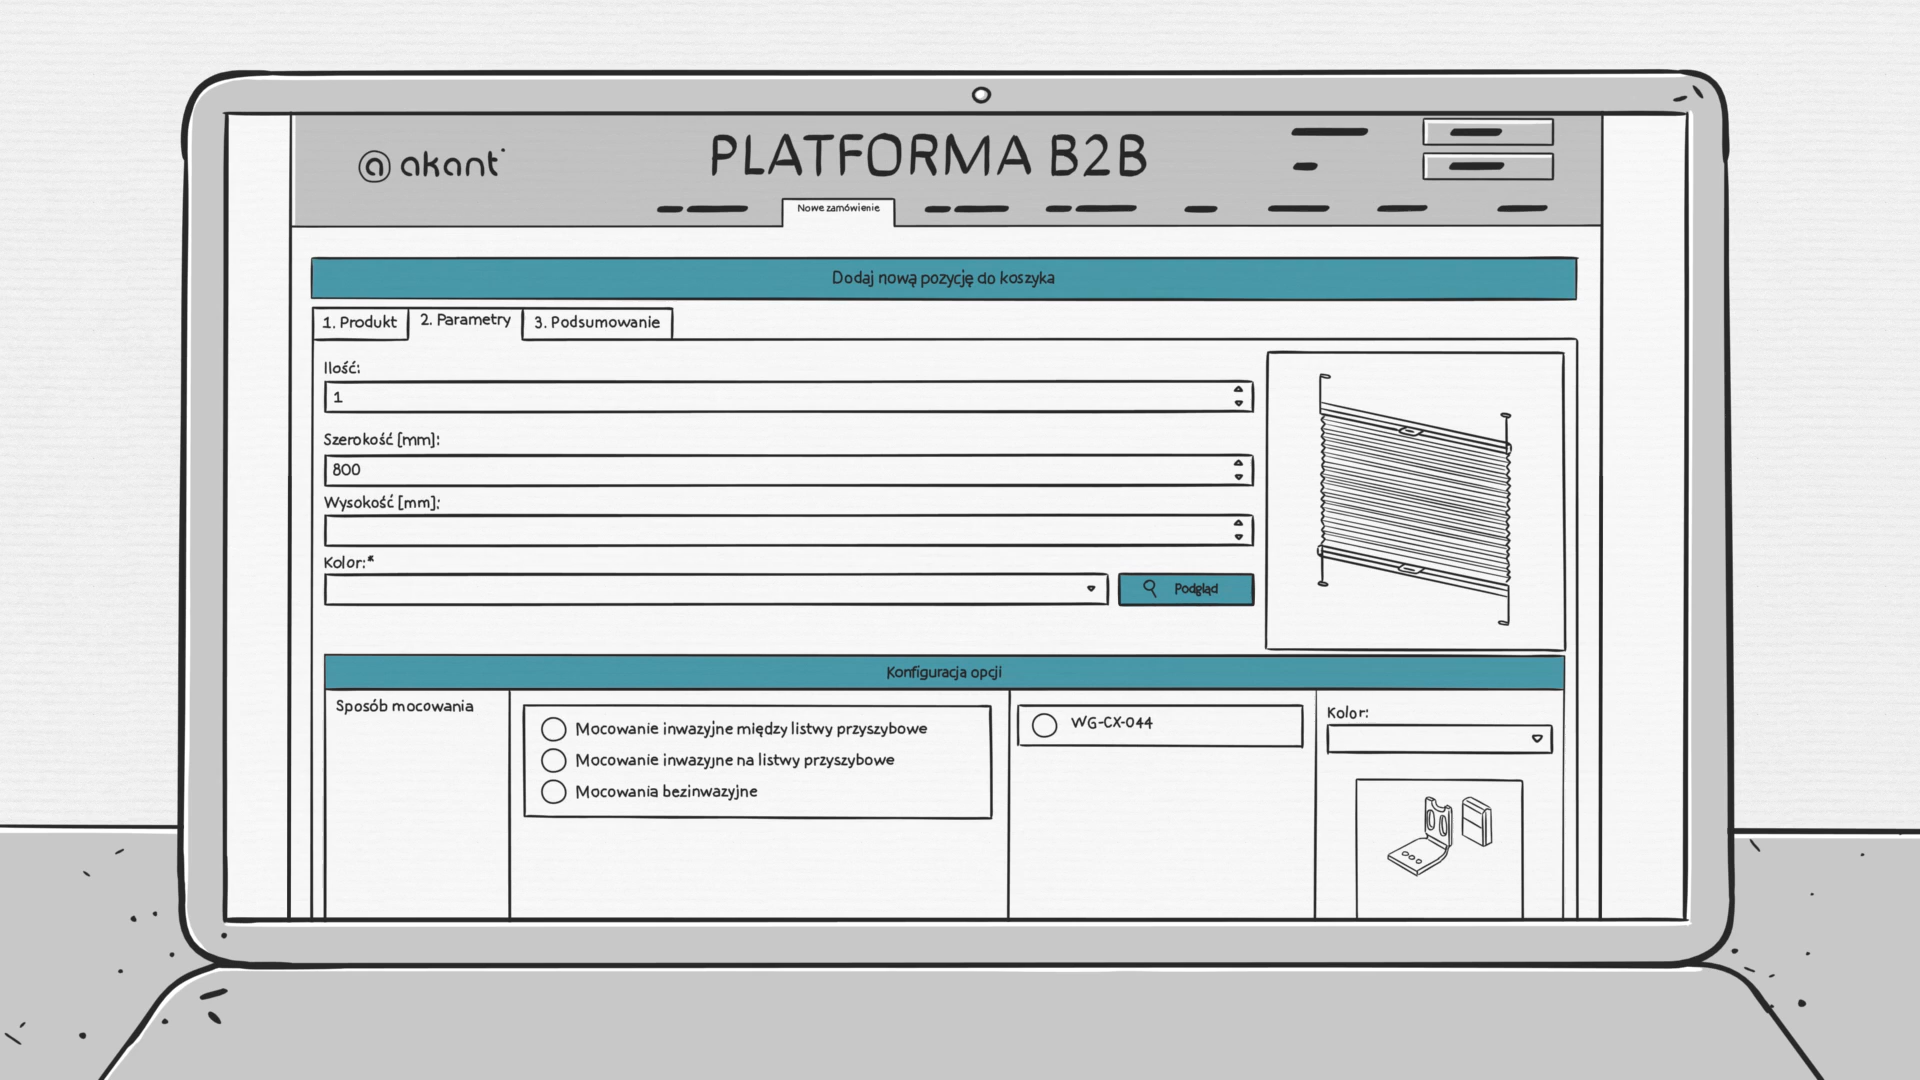 @ akant
PLATFORMA B2B
Nowe zamówienie
Dodaj nową pozycję do koszyka
1. Produkt
2. Parametry
3. Podsumowanie
Ilość:
1
Szerokość [mm]:
800
Wysokość [mm]:
Kolor:*
Podgląd
Konfiguracja opcji
Sposób mocowania
Mocowanie inwazyjne między listwy przyszybowe
Mocowanie inwazyjne na listwy przyszybowe
Mocowania bezinwazyjne
WG-CX-044
Kolor: